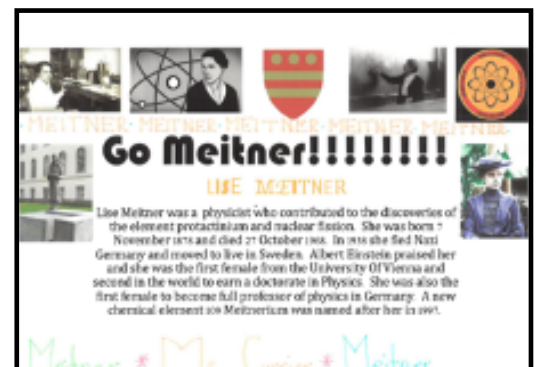 MEITNER MEITNER MEITNER MEITNER MEITNER
Go Meitner!!!!!!!!
LISE MEITNER
Lise Meitner was a physicist who contributed to the discoveries of
the element protactinium and nuclear fission. She was born 7
November 1878 and died 27 October 1968. In 1938 she fled Nazi
Germany and moved to live in Sweden. Albert Einstein praised her
and she was the first female from the University Of Vienna and
second in the world to earn a doctorate in Physics. She was also the
first female to become full professor of physics in Germany. A new
chemical element 109 Meitnerium was named after her in 1997.
Meitner * Ms Currier * Meitner